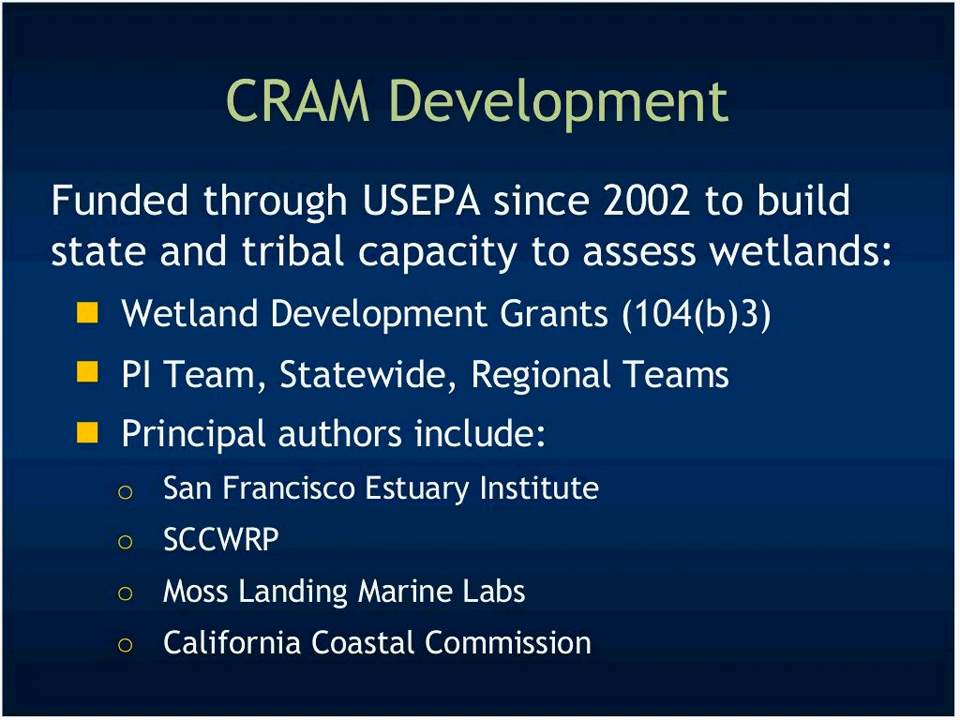 CRAM Development
Funded through USEPA since 2002 to build
state and tribal capacity to assess wetlands:
Wetland Development Grants (104(b)3)
PI Team, Statewide, Regional Teams
Principal authors include:
San Francisco Estuary Institute
SCCWRP
Moss Landing Marine Labs
California Coastal Commission